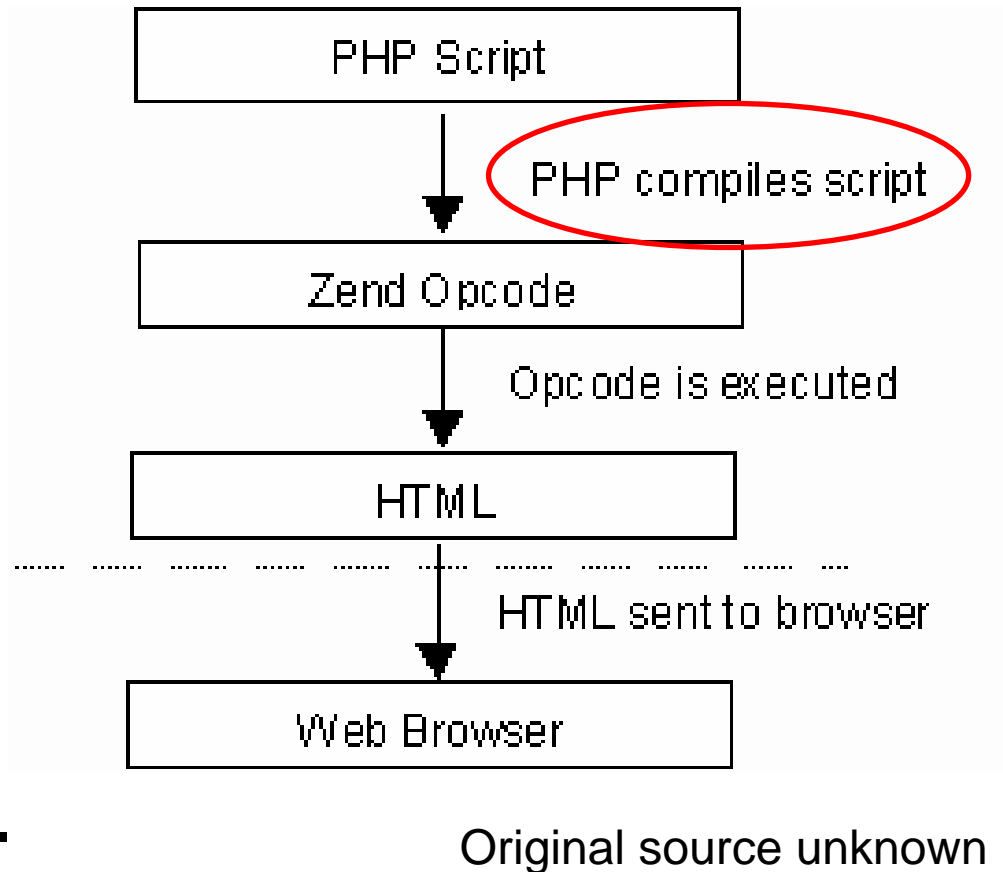 PHP Script
PHP compiles script
Zend Opcode
Opcode is executed
HTML
HTML sent to browser
Web Browser
Original source unknown